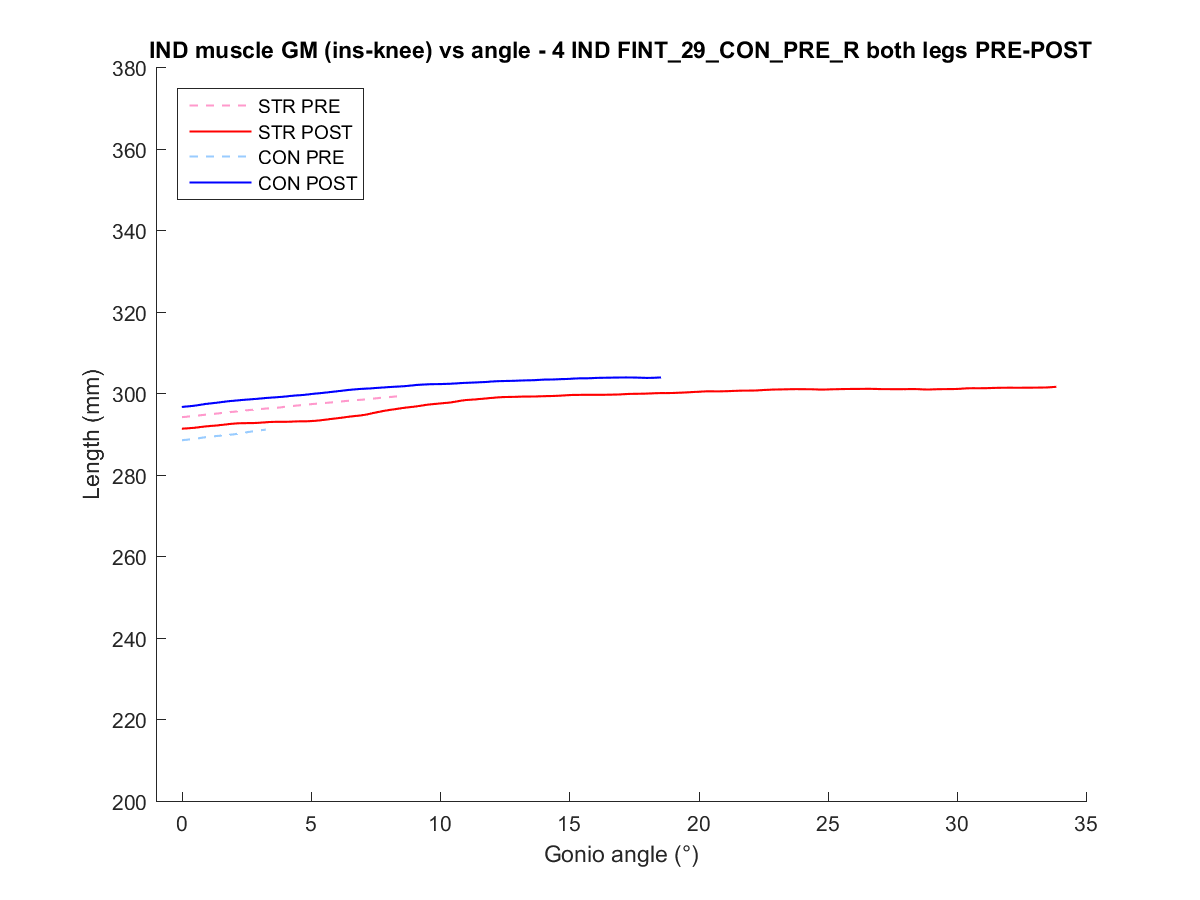 IND muscle GM (ins-knee) vs angle - 4 IND FINT_29_CON_PRE_R both legs PRE-POST
380
360
340
320
300
280
260
240
220
200
STR PRE
STR POST
CON PRE
CON POST
Length (mm)
0 5 10 15 20 25 30 35
Gonio angle (°)